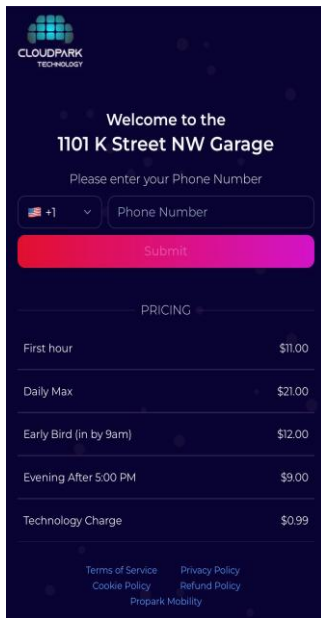 CLOUDPARK
TECHNOLOGY
Welcome to the
1101 K Street NW Garage
Please enter your Phone Number
+1 Phone Number
Submit
PRICING
First hour $11.00
Daily Max $21.00
Early Bird (in by 9am) $12.00
Evening After 5:00 PM $9.00
Technology Charge $0.99
Terms of Service Privacy Policy
Cookie Policy Refund Policy
Propark Mobility